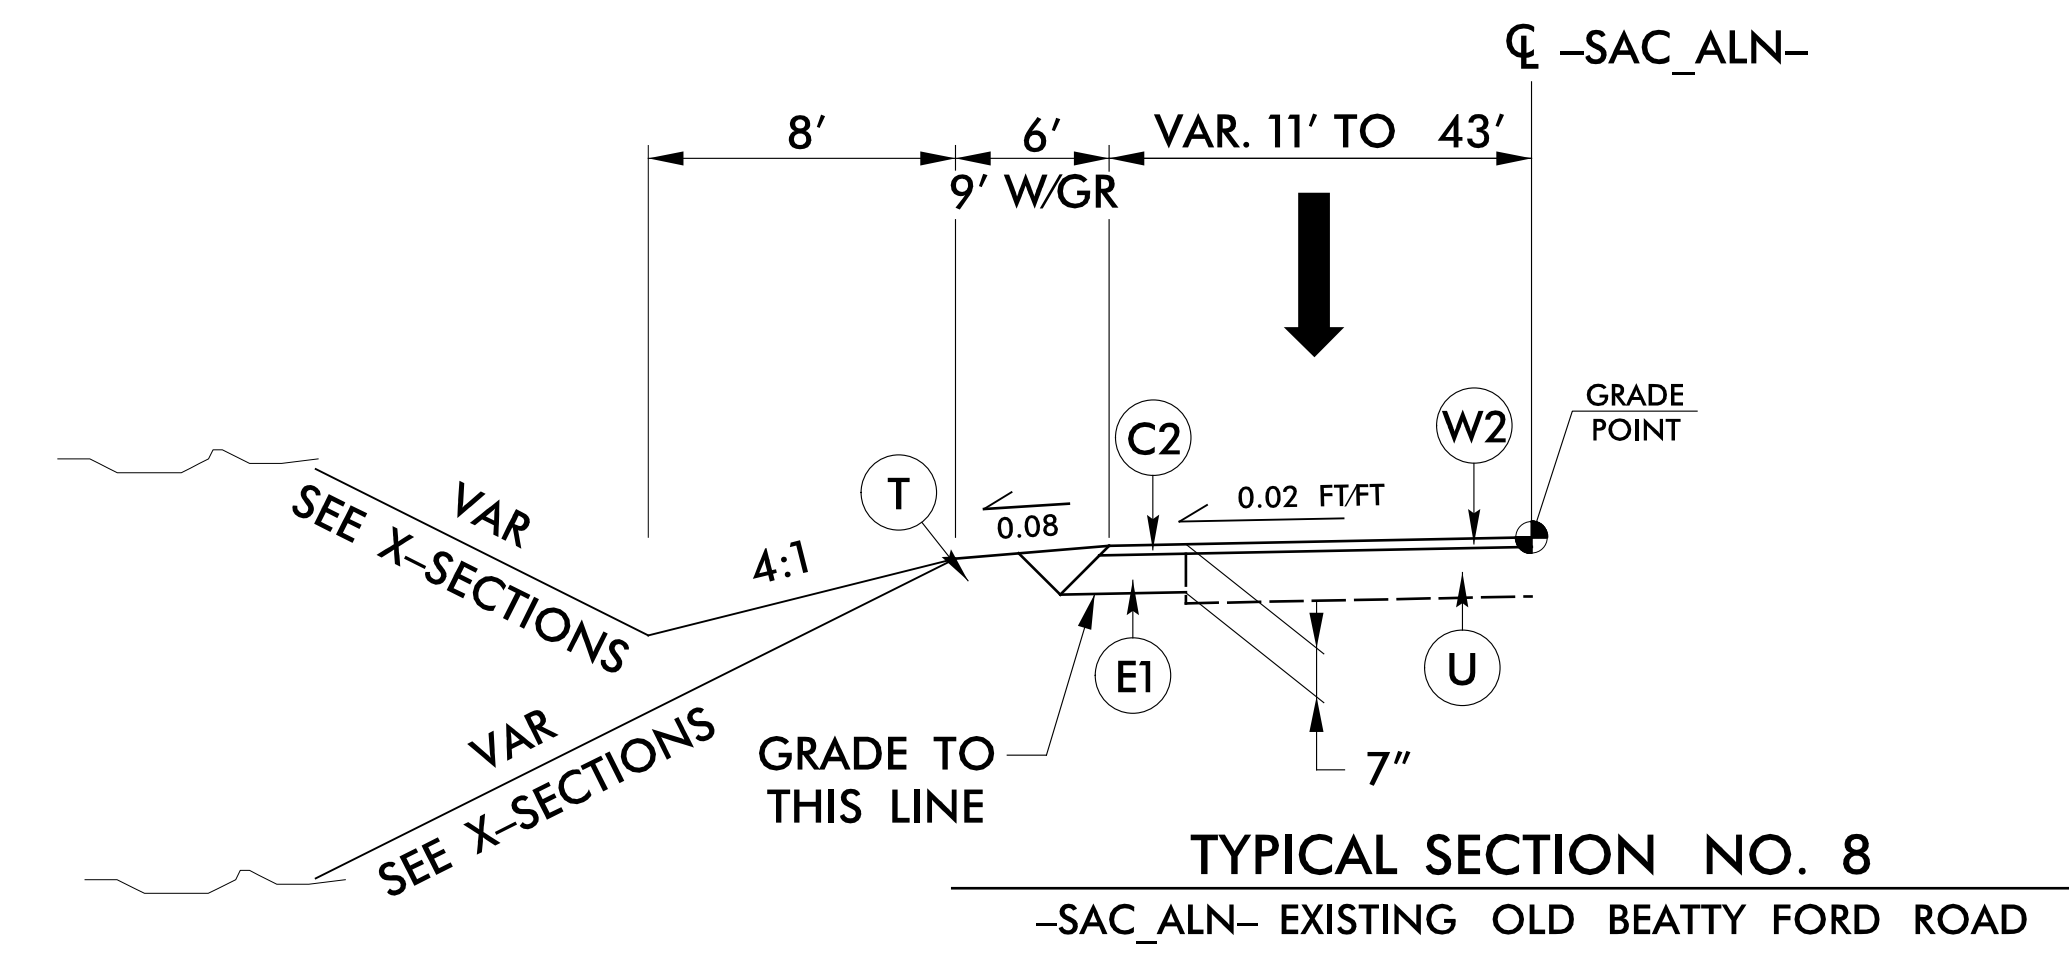 ℄ –SAC_ALN–
8′ 6′ VAR. 11′ TO 43′
9′ W/GR
GRADE
POINT
C2
W2
T
0.02 FT/FT
0.08
VAR
SEE X–SECTIONS
4:1
E1
U
VAR
SEE X–SECTIONS
GRADE TO
THIS LINE
7″
TYPICAL SECTION NO. 8
–SAC_ALN– EXISTING OLD BEATTY FORD ROAD